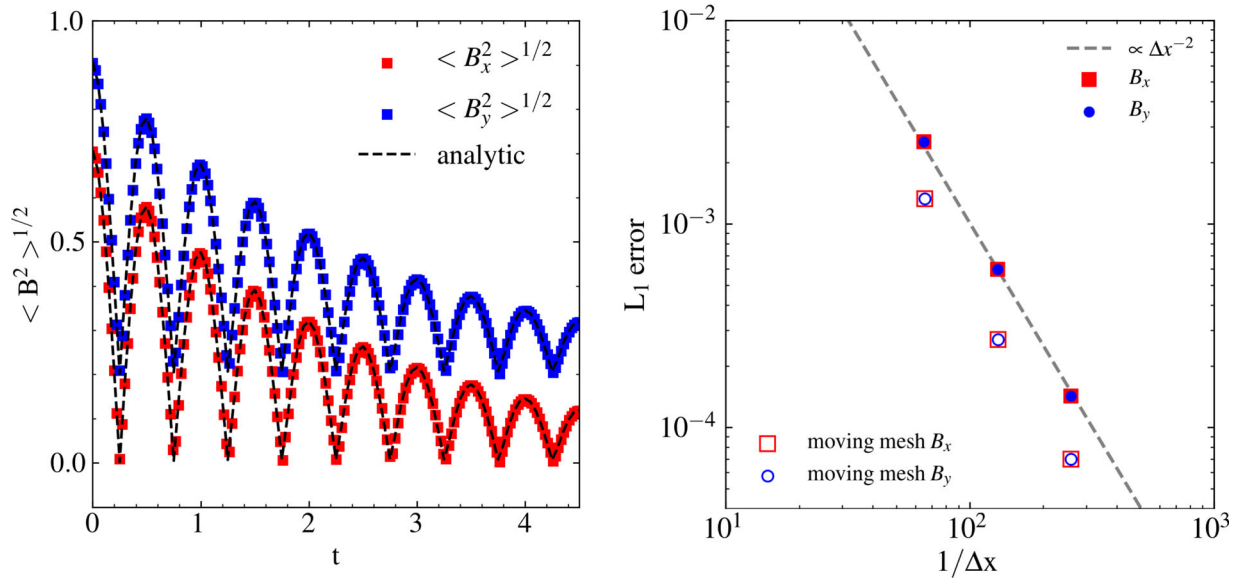 1.0
0.5
0.0
< B² >^{1/2}
< B_x^2 >^{1/2}
< B_y^2 >^{1/2}
analytic
0 1 2 3 4
t
10^{-2}
10^{-3}
10^{-4}
L_1 error
∝ Δx^{-2}
B_x
B_y
moving mesh B_x
moving mesh B_y
10^1 10^2 10^3
1/Δx